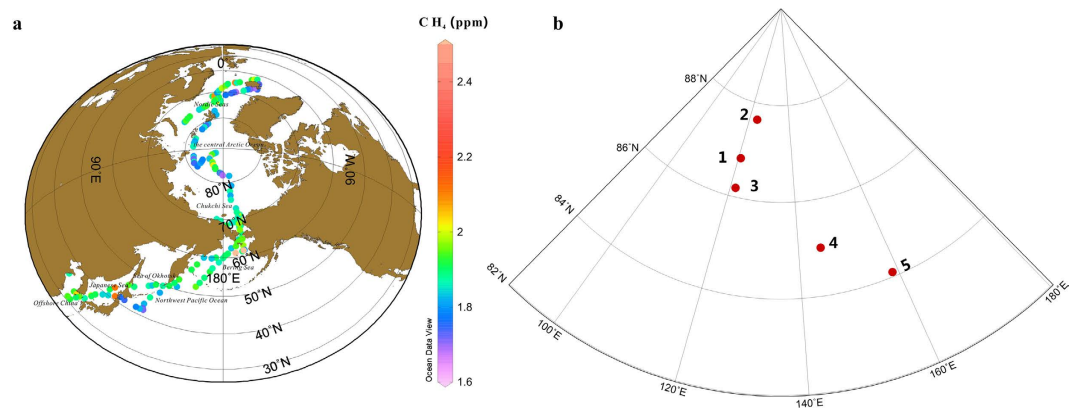 a
CH₄ (ppm)
2.4
2.2
2
1.8
1.6
Ocean Data View
0°
Nordic Seas
the central Arctic Ocean
90°E
90°W
80°N
Chukchi Sea
70°N
60°N
Bering Sea
180°E
Sea of Okhotsk
Japanese Sea
Offshore China
Northwest Pacific Ocean
50°N
40°N
30°N
b
88°N
86°N
84°N
82°N
2
1
3
4
5
100°E
120°E
140°E
160°E
180°E